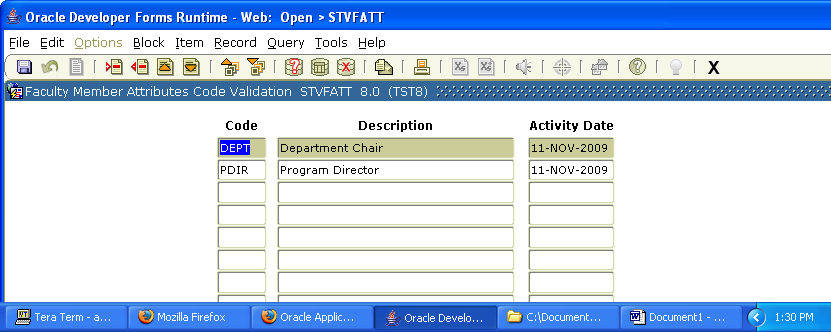 Oracle Developer Forms Runtime - Web: Open > STVFATT
File Edit Options Block Item Record Query Tools Help
X
Faculty Member Attributes Code Validation STVFATT 8.0 (TST8)
Code Description Activity Date
DEPT Department Chair 11-NOV-2009
PDIR Program Director 11-NOV-2009
Tera Term - a... Mozilla Firefox Oracle Applic... Oracle Develo... C:\Document... Document1 - ... 1:30 PM